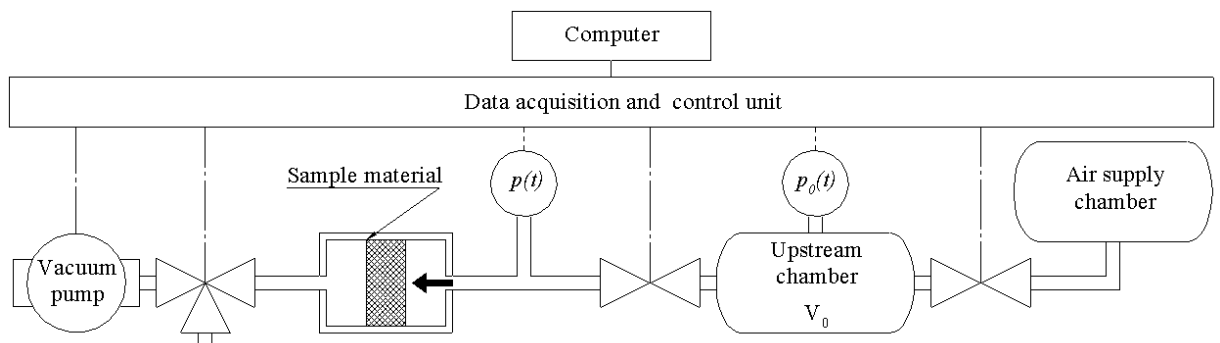 Computer
Data acquisition and control unit
Sample material
p(t)
p₀(t)
Air supply
chamber
Vacuum
pump
Upstream
chamber
V₀